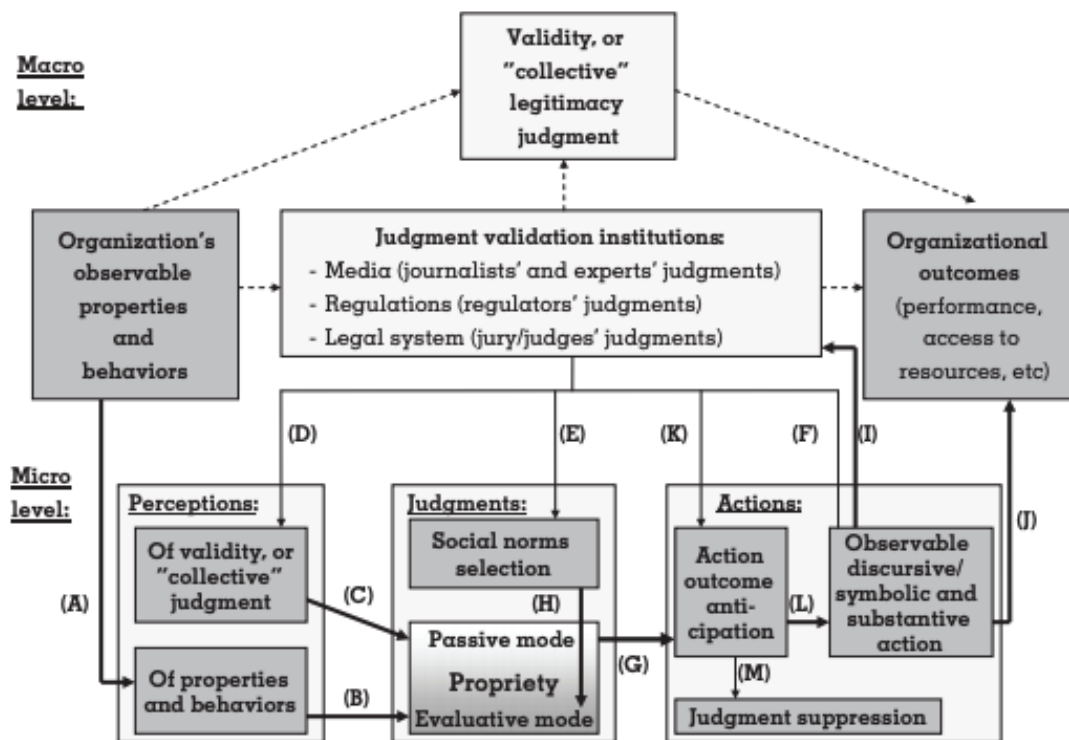 Macro
level:
Validity, or
"collective"
legitimacy
judgment
Organization's
observable
properties
and
behaviors
Judgment validation institutions:
- Media (journalists' and experts' judgments)
- Regulations (regulators' judgments)
- Legal system (jury/judges' judgments)
Organizational
outcomes
(performance,
access to
resources, etc)
(D)
(E)
(K)
(F)
(I)
(J)
(A)
Micro
level:
Perceptions:
Of validity, or
"collective"
judgment
(C)
Of properties
and behaviors
(B)
Judgments:
Social norms
selection
(H)
Passive mode
Propriety
Evaluative mode
(G)
Actions:
Action
outcome
anti-
cipation
(L)
Observable
discursive/
symbolic and
substantive
action
(M)
Judgment suppression